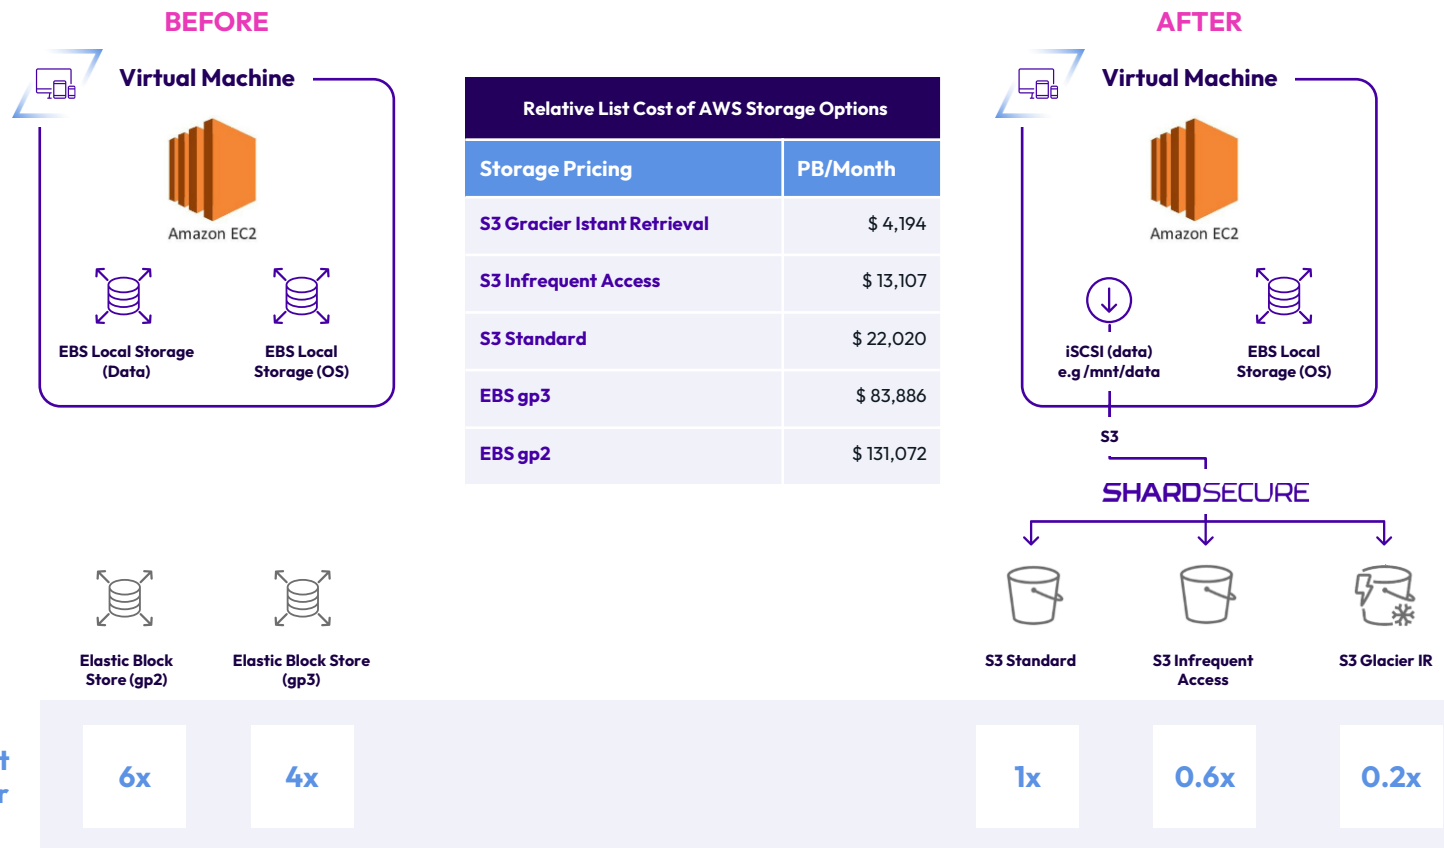 BEFORE
Virtual Machine
Amazon EC2
EBS Local Storage
(Data)
EBS Local
Storage (OS)
Elastic Block
Store (gp2)
Elastic Block Store
(gp3)
Relative List Cost of AWS Storage Options
Storage Pricing PB/Month
S3 Gracier Istant Retrieval $ 4,194
S3 Infrequent Access $ 13,107
S3 Standard $ 22,020
EBS gp3 $ 83,886
EBS gp2 $ 131,072
AFTER
Virtual Machine
Amazon EC2
iSCSI (data)
e.g /mnt/data
EBS Local
Storage (OS)
S3
SHARDSECURE
S3 Standard
S3 Infrequent
Access
S3 Glacier IR
6x 4x 1x 0.6x 0.2x